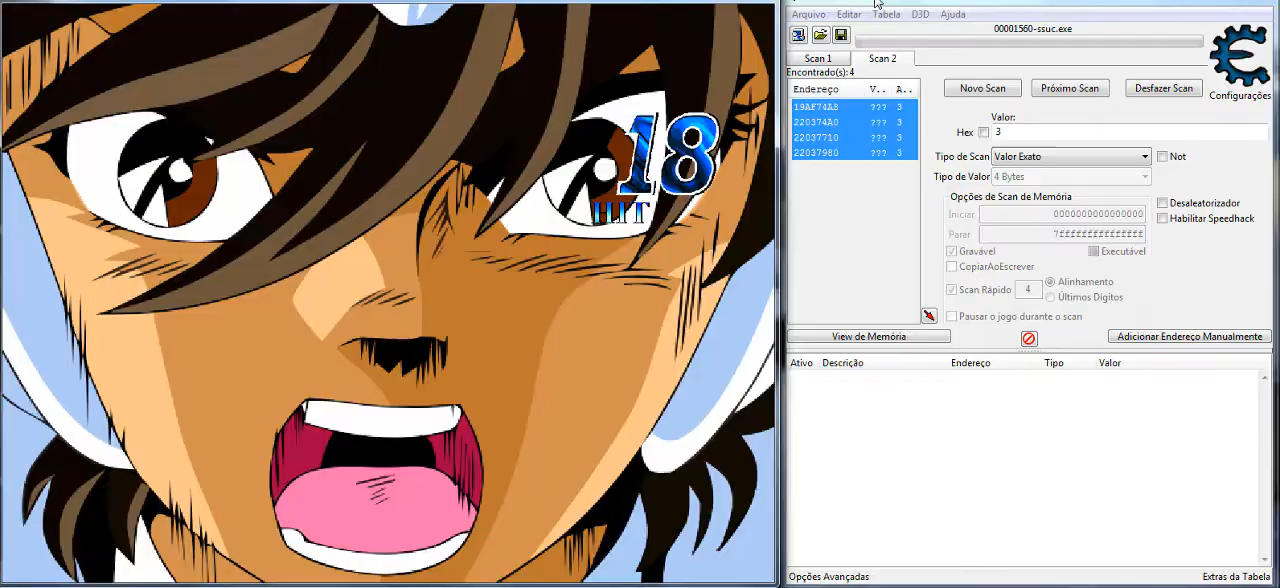 18
HIT
Arquivo Editar Tabela D3D Ajuda
00001560-ssuc.exe
Scan 1 Scan 2
Encontrado(s): 4
Endereço V.. A..
19AF74A8 ??? 3
220374A0 ??? 3
22037710 ??? 3
22037980 ??? 3
Novo Scan Próximo Scan Desfazer Scan
Configurações
Valor:
Hex 3
Tipo de Scan Valor Exato Not
Tipo de Valor 4 Bytes
Opções de Scan de Memória
Iniciar 0000000000000000
Parar 7fffffffffffffff
Desaleatorizador
Habilitar Speedhack
Gravável Executável
CopiarAoEscrever
Scan Rápido 4 Alinhamento
Últimos Dígitos
Pausar o jogo durante o scan
View de Memória Adicionar Endereço Manualmente
Ativo Descrição Endereço Tipo Valor
Opções Avançadas Extras da Tabela